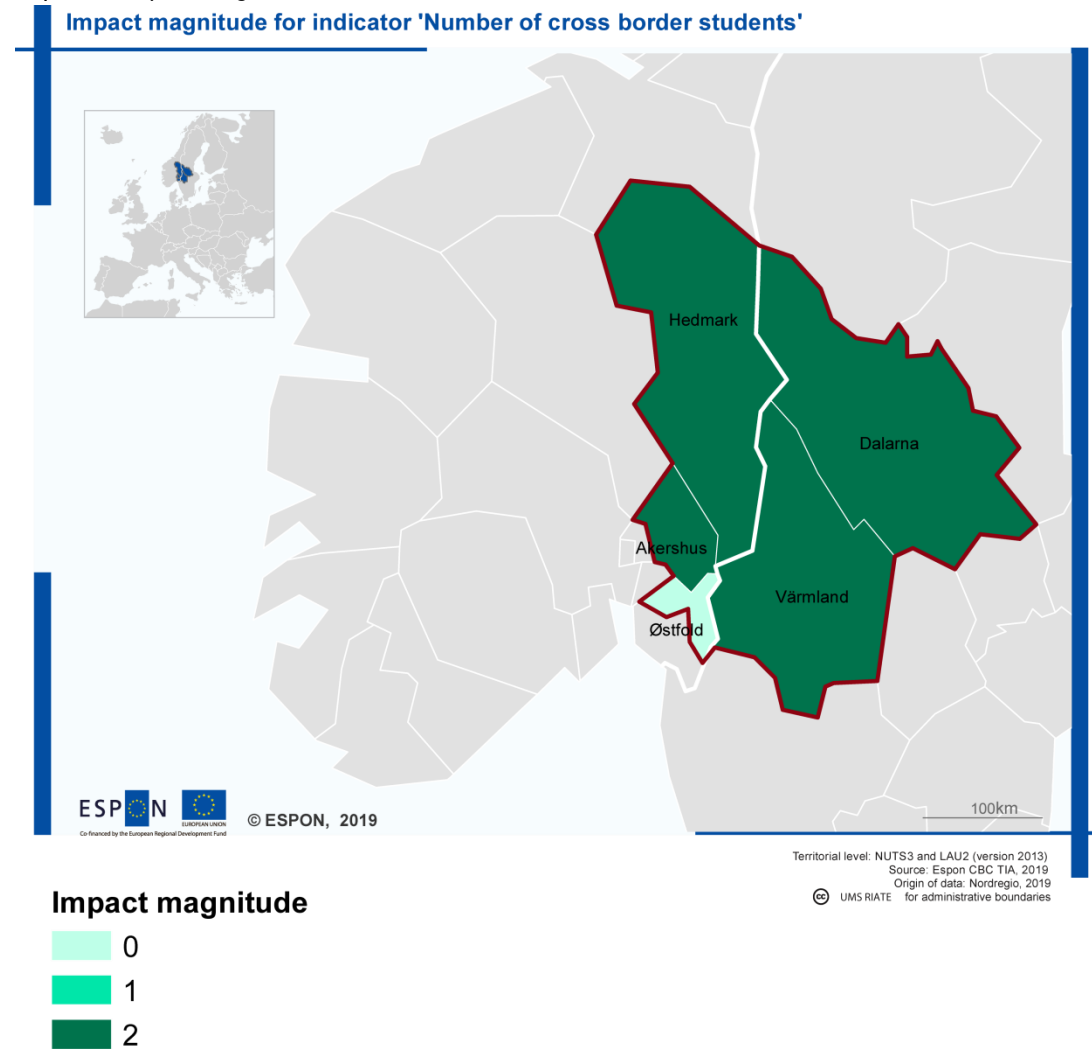 Impact magnitude for indicator 'Number of cross border students'
Hedmark
Dalarna
Akershus
Värmland
Østfold
ESPON
EUROPEAN UNION
Co-financed by the European Regional Development Fund
© ESPON, 2019
100km
Territorial level: NUTS3 and LAU2 (version 2013)
Source: Espon CBC TIA, 2019
Origin of data: Nordregio, 2019
cc UMS RIATE for administrative boundaries
Impact magnitude
0
1
2